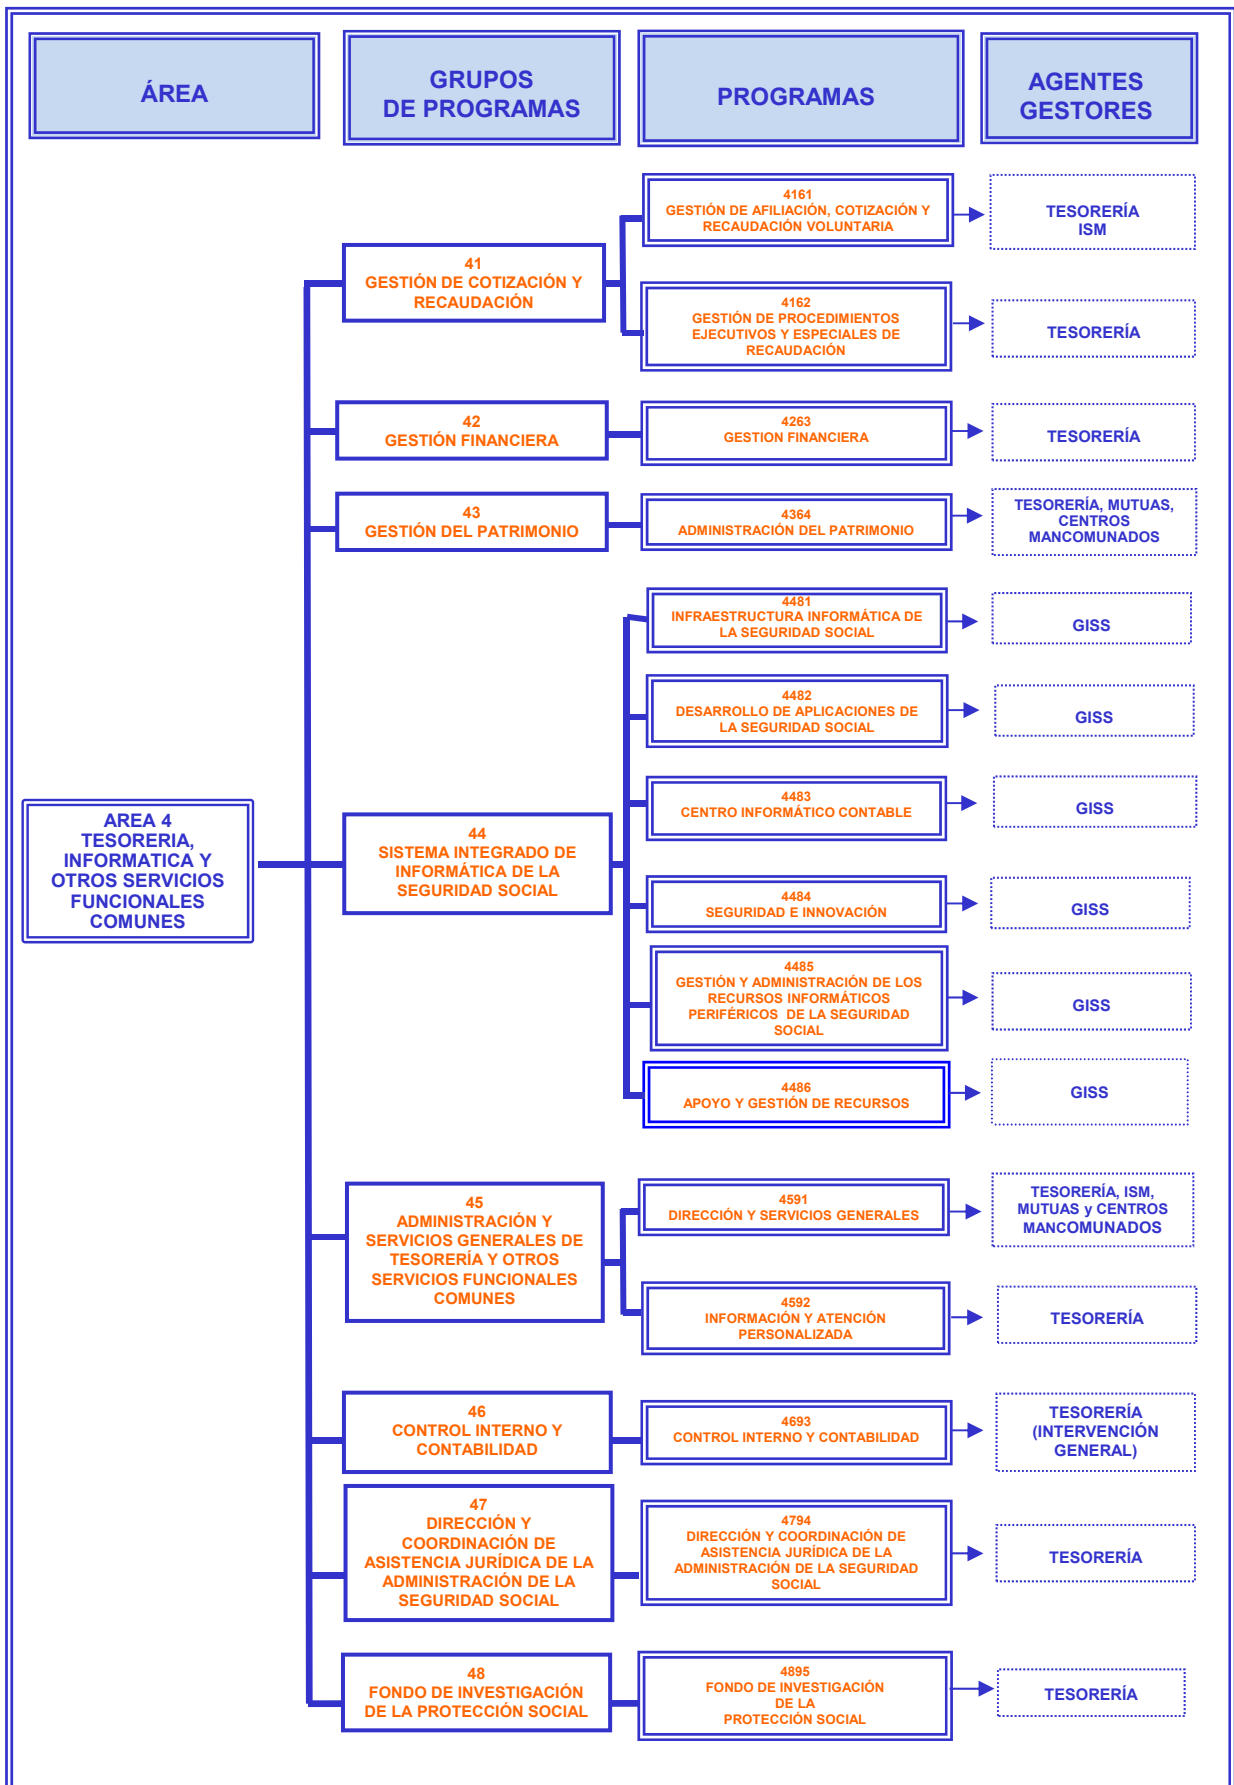 ÁREA
GRUPOS
DE PROGRAMAS
PROGRAMAS
AGENTES
GESTORES
AREA 4
TESORERIA,
INFORMATICA Y
OTROS SERVICIOS
FUNCIONALES
COMUNES
41
GESTIÓN DE COTIZACIÓN Y
RECAUDACIÓN
4161
GESTIÓN DE AFILIACIÓN, COTIZACIÓN Y
RECAUDACIÓN VOLUNTARIA
TESORERÍA
ISM
4162
GESTIÓN DE PROCEDIMIENTOS
EJECUTIVOS Y ESPECIALES DE
RECAUDACIÓN
TESORERÍA
42
GESTIÓN FINANCIERA
4263
GESTION FINANCIERA
TESORERÍA
43
GESTIÓN DEL PATRIMONIO
4364
ADMINISTRACIÓN DEL PATRIMONIO
TESORERÍA, MUTUAS,
CENTROS
MANCOMUNADOS
44
SISTEMA INTEGRADO DE
INFORMÁTICA DE LA
SEGURIDAD SOCIAL
4481
INFRAESTRUCTURA INFORMÁTICA DE
LA SEGURIDAD SOCIAL
GISS
4482
DESARROLLO DE APLICACIONES DE
LA SEGURIDAD SOCIAL
GISS
4483
CENTRO INFORMÁTICO CONTABLE
GISS
4484
SEGURIDAD E INNOVACIÓN
GISS
4485
GESTIÓN Y ADMINISTRACIÓN DE LOS
RECURSOS INFORMÁTICOS
PERIFÉRICOS DE LA SEGURIDAD
SOCIAL
GISS
4486
APOYO Y GESTIÓN DE RECURSOS
GISS
45
ADMINISTRACIÓN Y
SERVICIOS GENERALES DE
TESORERÍA Y OTROS
SERVICIOS FUNCIONALES
COMUNES
4591
DIRECCIÓN Y SERVICIOS GENERALES
TESORERÍA, ISM,
MUTUAS y CENTROS
MANCOMUNADOS
4592
INFORMACIÓN Y ATENCIÓN
PERSONALIZADA
TESORERÍA
46
CONTROL INTERNO Y
CONTABILIDAD
4693
CONTROL INTERNO Y CONTABILIDAD
TESORERÍA
(INTERVENCIÓN
GENERAL)
47
DIRECCIÓN Y
COORDINACIÓN DE
ASISTENCIA JURÍDICA DE LA
ADMINISTRACIÓN DE LA
SEGURIDAD SOCIAL
4794
DIRECCIÓN Y COORDINACIÓN DE
ASISTENCIA JURÍDICA DE LA
ADMINISTRACIÓN DE LA SEGURIDAD
SOCIAL
TESORERÍA
48
FONDO DE INVESTIGACIÓN
DE LA PROTECCIÓN SOCIAL
4895
FONDO DE INVESTIGACIÓN
DE LA
PROTECCIÓN SOCIAL
TESORERÍA